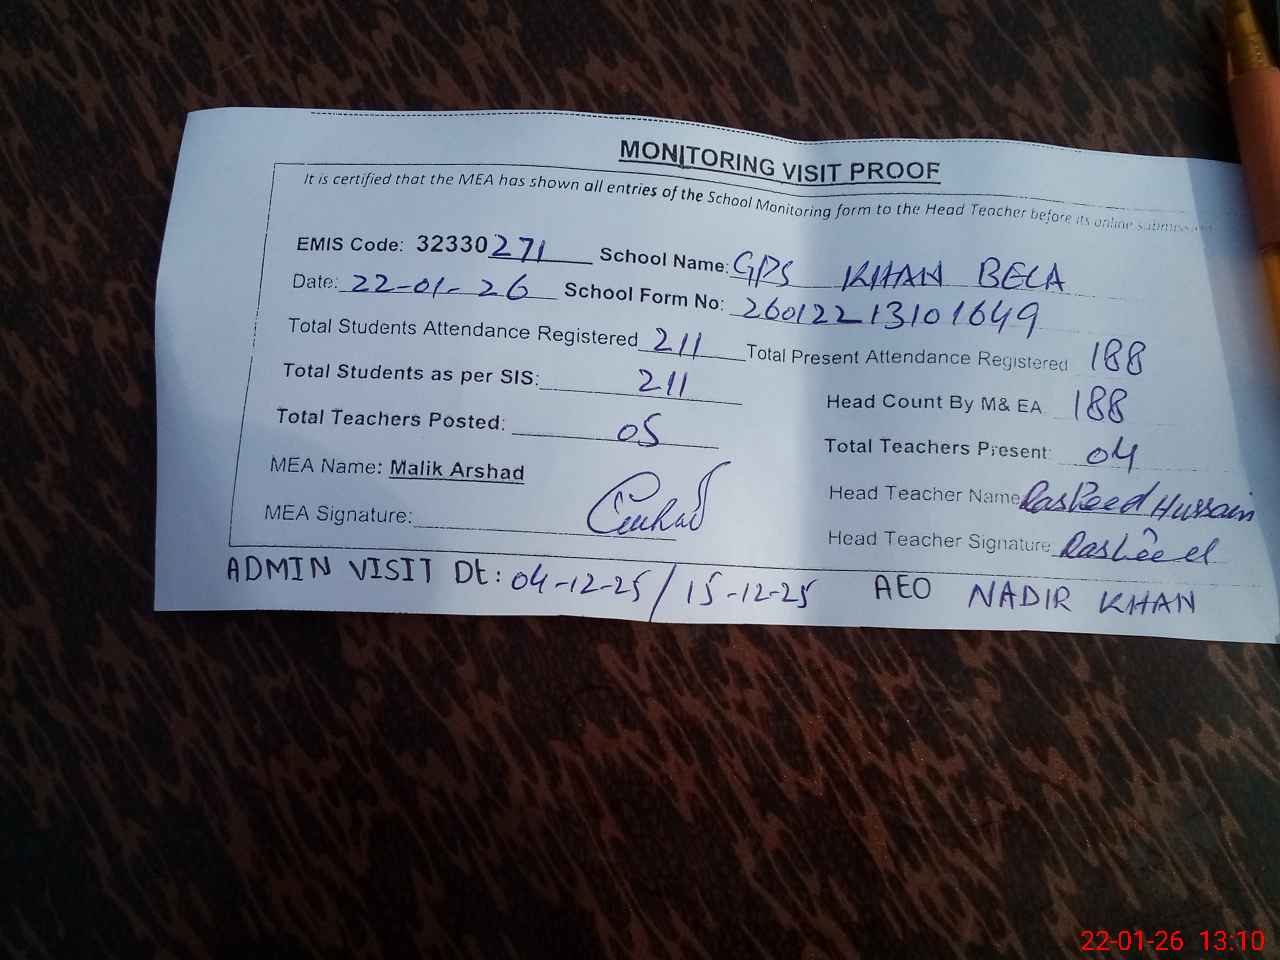 MONITORING VISIT PROOF
It is certified that the MEA has shown all entries of the School Monitoring form to the Head Teacher before its online submission
EMIS Code: 32330271 School Name: GPS KHAN BELA
Date: 22-01-26 School Form No: 26012213101649
Total Students Attendance Registered 211 Total Present Attendance Registered 188
Total Students as per SIS: 211 Head Count By M& EA 188
Total Teachers Posted: 05 Total Teachers Present: 04
MEA Name: Malik Arshad Head Teacher Name Rasheed Hussain
MEA Signature: Head Teacher Signature Rasheed
ADMIN VISIT Dt: 04-12-25/15-12-25 AEO NADIR KHAN
22-01-26 13:10